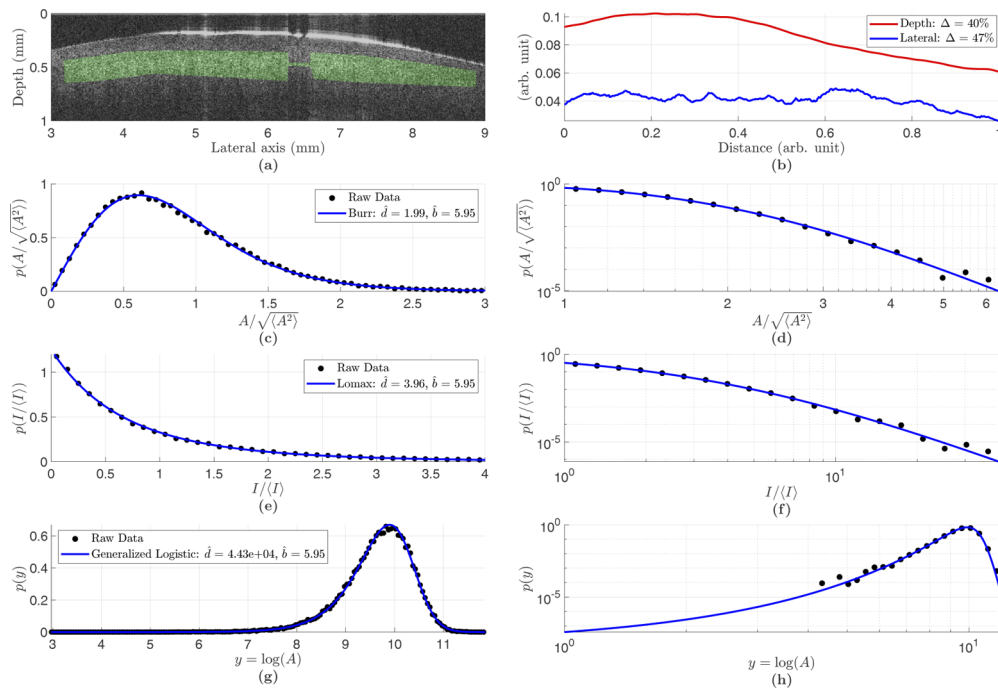 0
0.5
1
Depth (mm)
3 4 5 6 7 8 9
Lateral axis (mm)
(a)
0.1
0.08
0.06
0.04
(arb. unit)
Depth: Δ = 40%
Lateral: Δ = 47%
0 0.2 0.4 0.6 0.8
Distance (arb. unit)
(b)
1
0.5
0
p(A/√⟨A²⟩)
Raw Data
Burr: d̂ = 1.99, b̂ = 5.95
0 0.5 1 1.5 2 2.5 3
A/√⟨A²⟩
(c)
10⁰
10⁻⁵
p(A/√⟨A²⟩)
1 2 3 4 5 6
A/√⟨A²⟩
(d)
1
0.5
0
p(I/⟨I⟩)
Raw Data
Lomax: d̂ = 3.96, b̂ = 5.95
0 0.5 1 1.5 2 2.5 3 3.5 4
I/⟨I⟩
(e)
10⁰
10⁻⁵
p(I/⟨I⟩)
10⁰ 10¹
I/⟨I⟩
(f)
0.6
0.4
0.2
0
p(y)
Raw Data
Generalized Logistic: d̂ = 4.43e+04, b̂ = 5.95
3 4 5 6 7 8 9 10 11
y = log(A)
(g)
10⁰
10⁻⁵
p(y)
10⁰ 10¹
y = log(A)
(h)